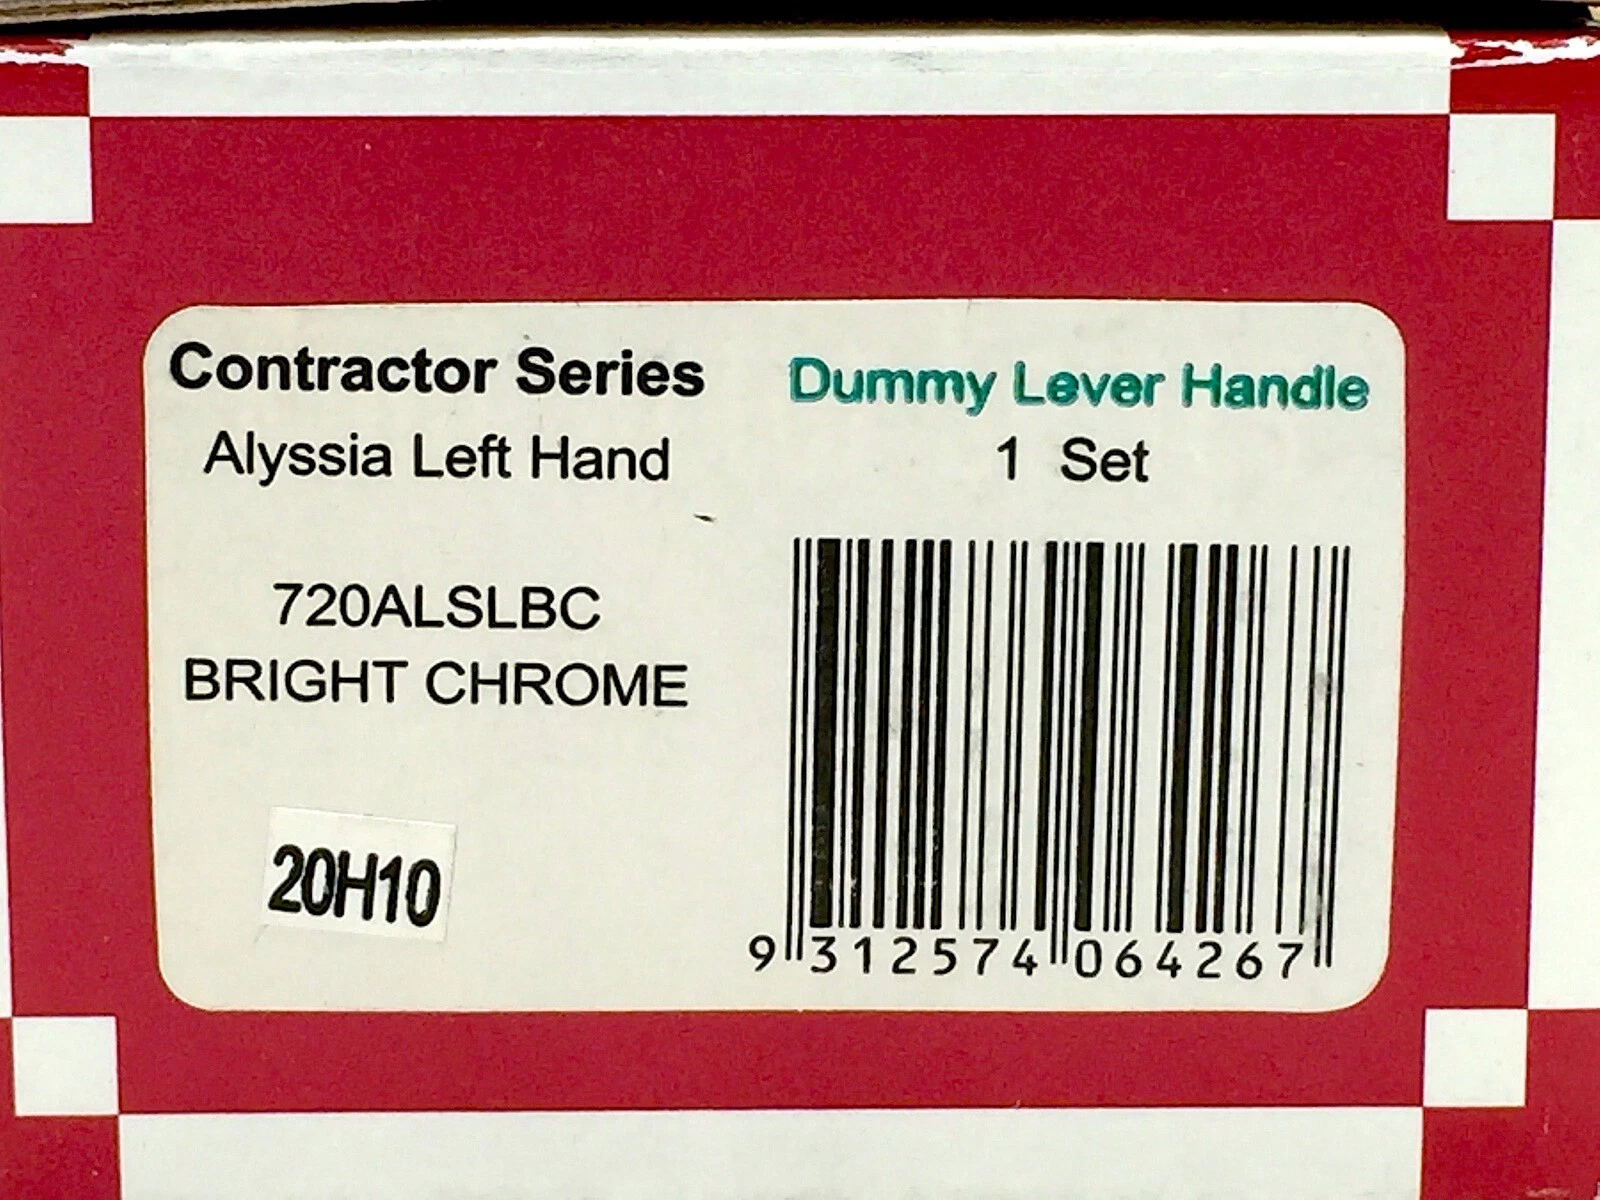 Contractor Series
Alyssia Left Hand
720ALSLBC
BRIGHT CHROME
20H10
Dummy Lever Handle
1 Set
9 312574 064267